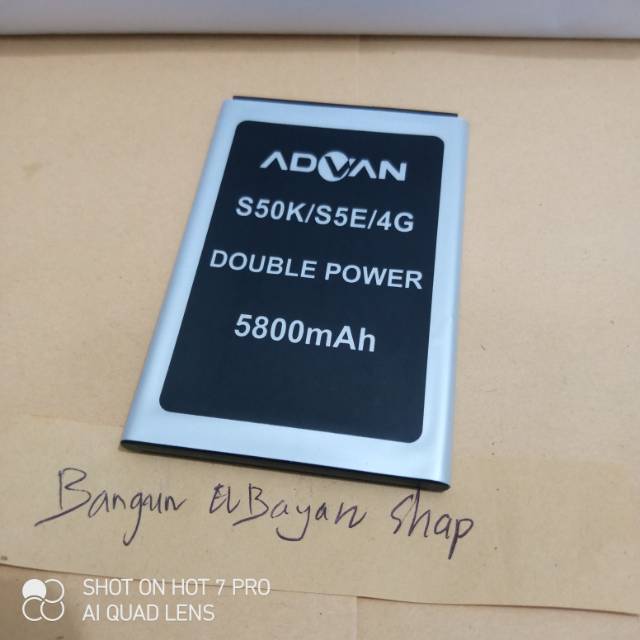 ADVAN
S50K/S5E/4G
DOUBLE POWER
5800mAh
Bangun ElBayan Shap
SHOT ON HOT 7 PRO
AI QUAD LENS